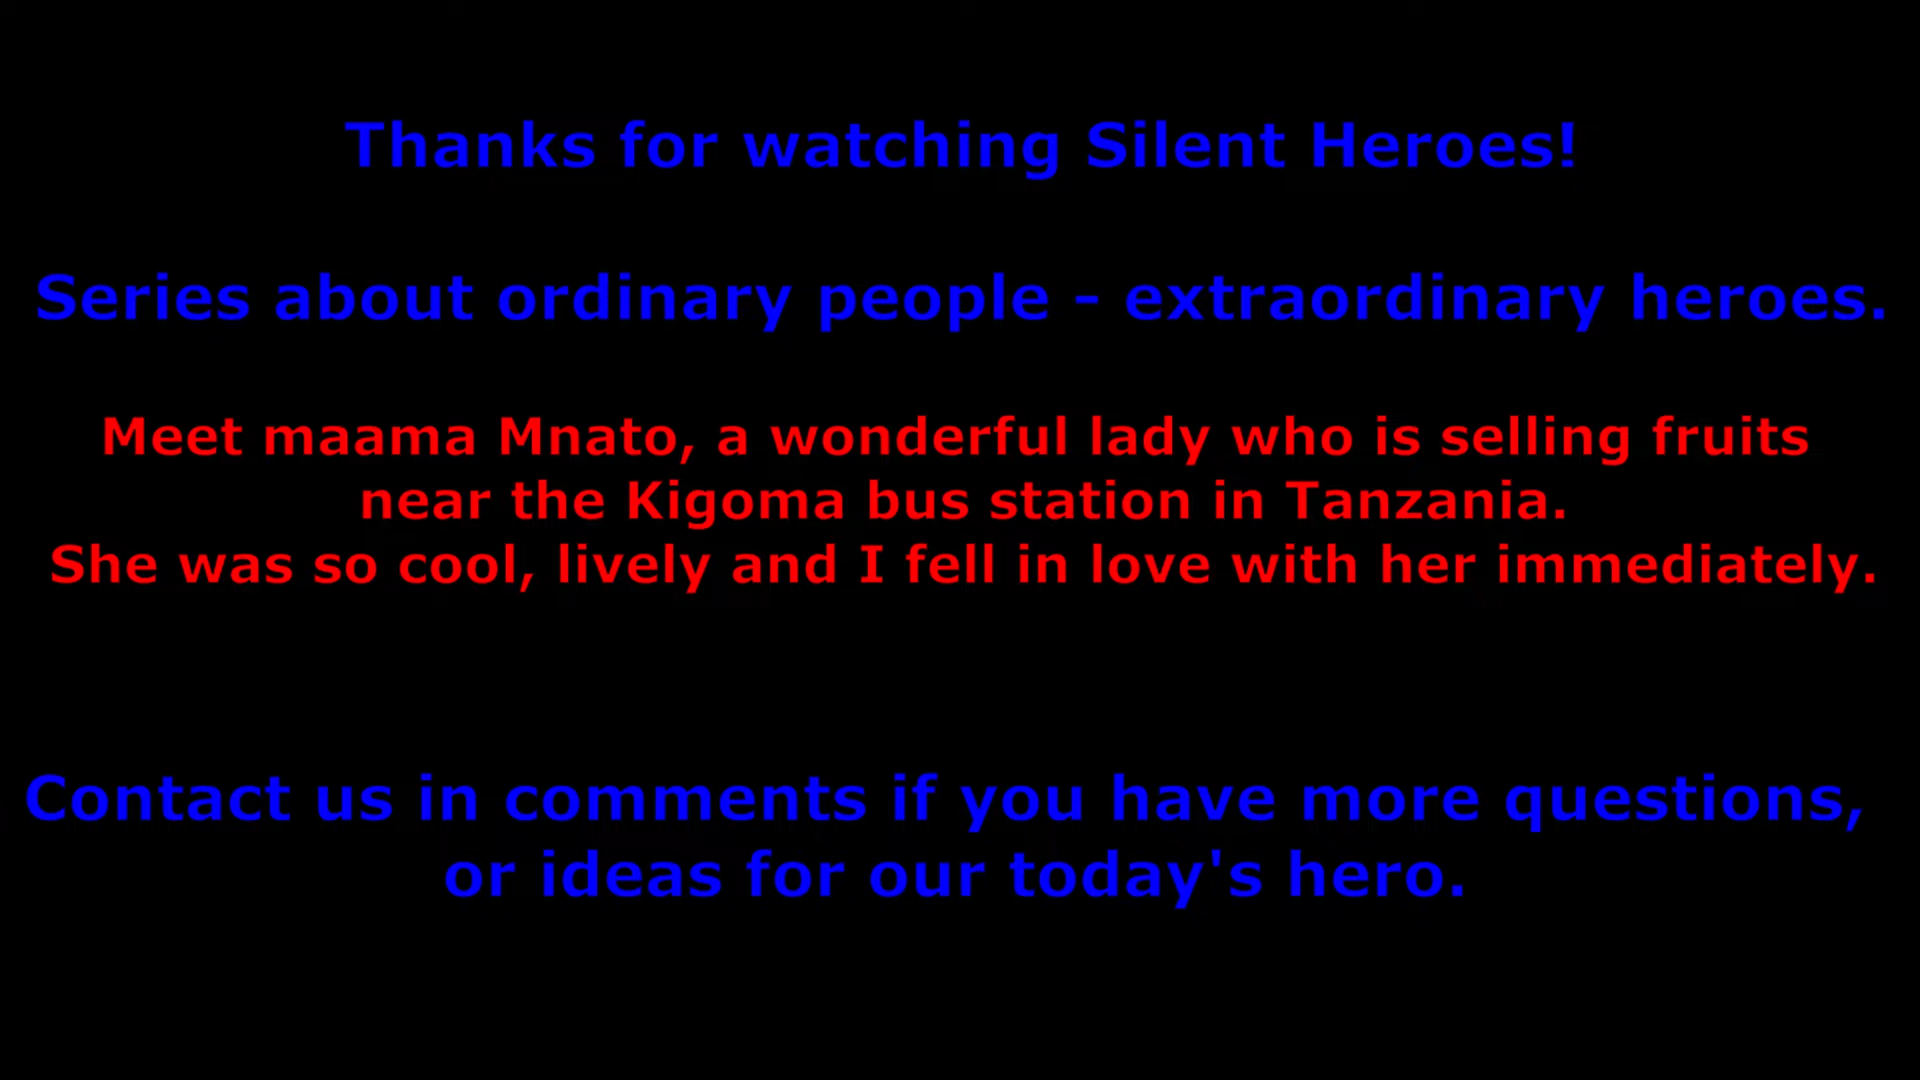 Thanks for watching Silent Heroes!
Series about ordinary people - extraordinary heroes.
Meet maama Mnato, a wonderful lady who is selling fruits
near the Kigoma bus station in Tanzania.
She was so cool, lively and I fell in love with her immediately.
Contact us in comments if you have more questions,
or ideas for our today's hero.